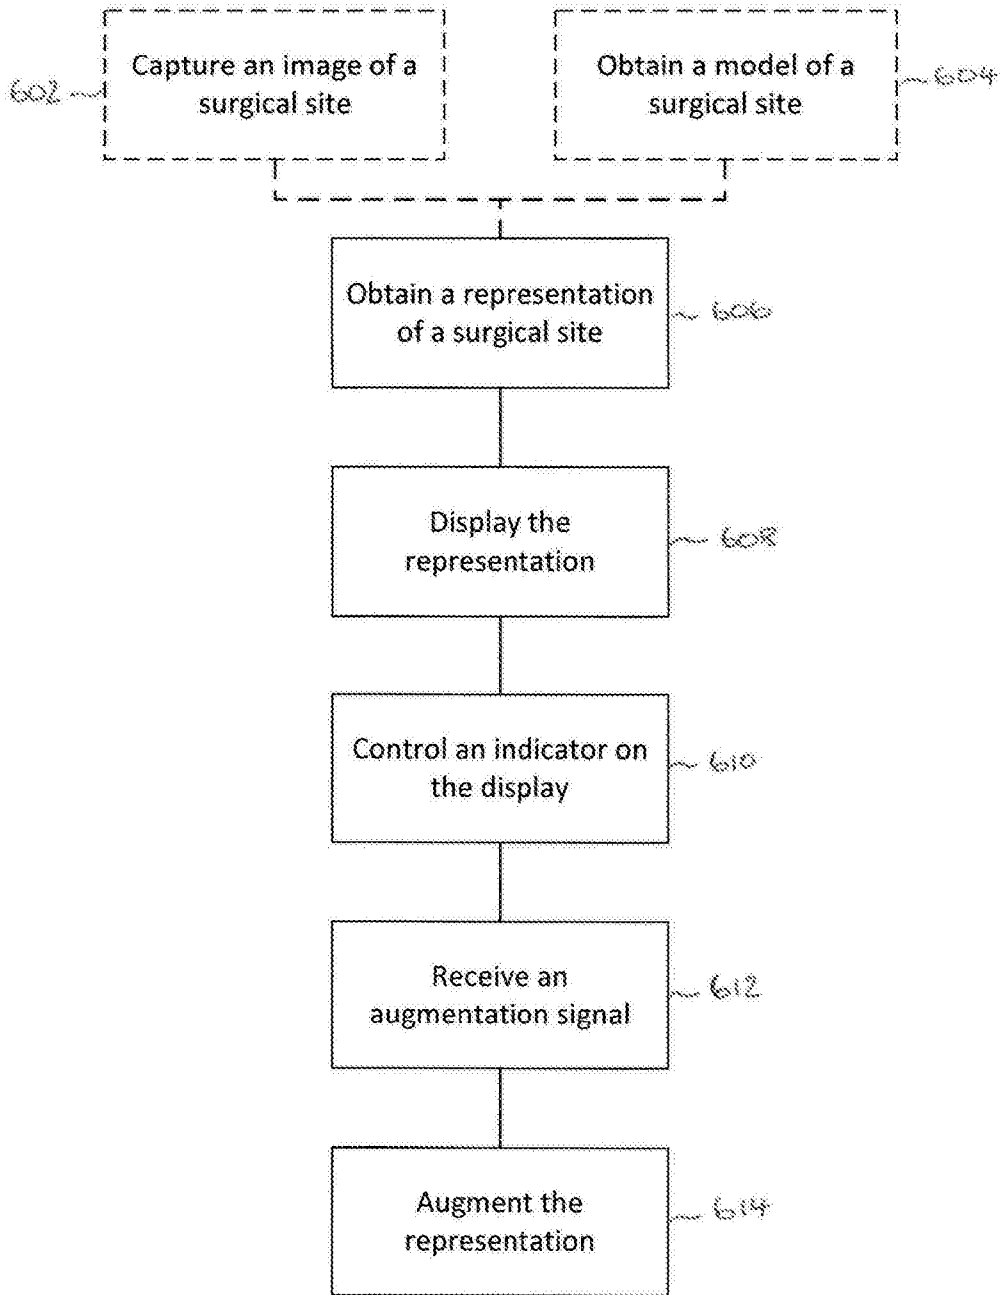 Capture an image of a
surgical site
602
Obtain a model of a
surgical site
604
Obtain a representation
of a surgical site
606
Display the
representation
608
Control an indicator on
the display
610
Receive an
augmentation signal
612
Augment the
representation
614